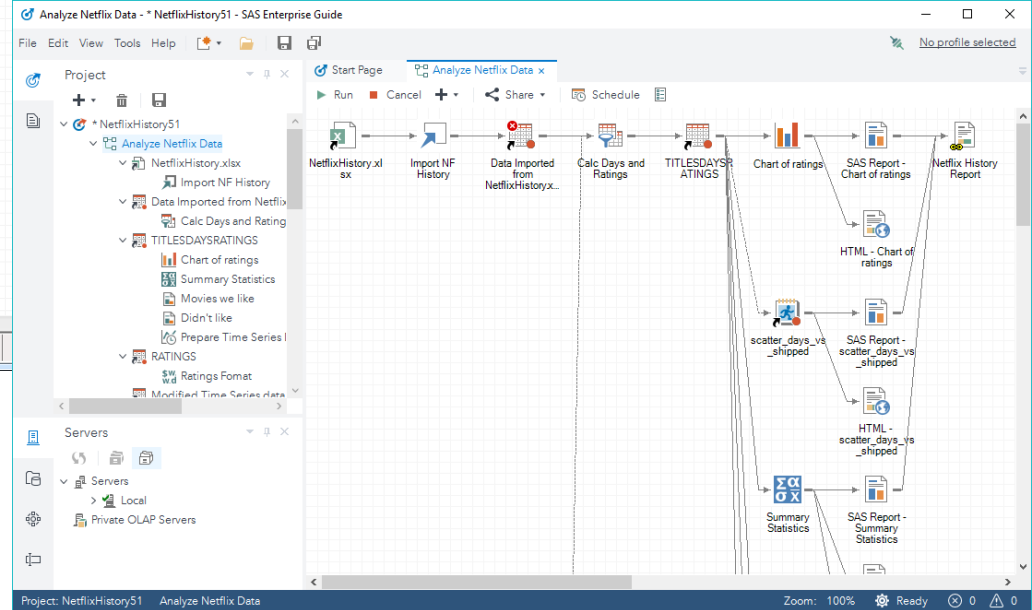 Analyze Netflix Data - * NetflixHistory51 - SAS Enterprise Guide
File Edit View Tools Help
No profile selected
Project
* NetflixHistory51
Analyze Netflix Data
NetflixHistory.xlsx
Import NF History
Data Imported from Netflix
Calc Days and Rating
TITLESDAYSRATINGS
Chart of ratings
Summary Statistics
Movies we like
Didn't like
Prepare Time Series
RATINGS
Ratings Fomat
Modified Time Series data
Servers
Servers
Local
Private OLAP Servers
Start Page
Analyze Netflix Data
Run Cancel Share Schedule
NetflixHistory.xl
sx
Import NF
History
Data Imported
from
NetflixHistory.x...
Calc Days and
Ratings
TITLESDAYSR
ATINGS
Chart of ratings
SAS Report -
Chart of ratings
Netflix History
Report
HTML - Chart of
ratings
scatter_days_vs
_shipped
SAS Report -
scatter_days_vs
_shipped
HTML -
scatter_days_vs
_shipped
Summary
Statistics
SAS Report -
Summary
Statistics
Project: NetflixHistory51 Analyze Netflix Data
Zoom: 100% Ready 0 0